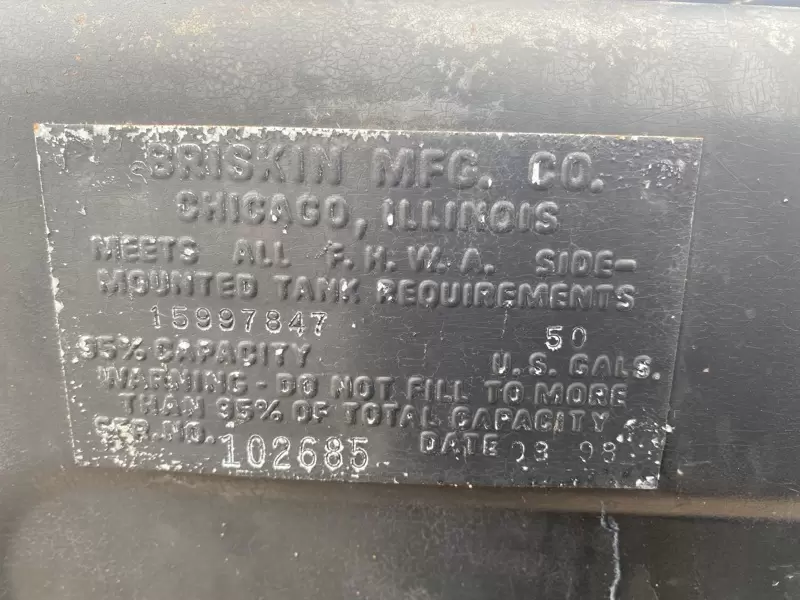 BRISKIN MFG. CO.
CHICAGO, ILLINOIS
MEETS ALL F.H.W.A. SIDE-
MOUNTED TANK REQUIREMENTS
15997847 50
95% CAPACITY U.S. GALS.
WARNING - DO NOT FILL TO MORE
THAN 95% OF TOTAL CAPACITY
SER. NO. 102685 DATE 08 98